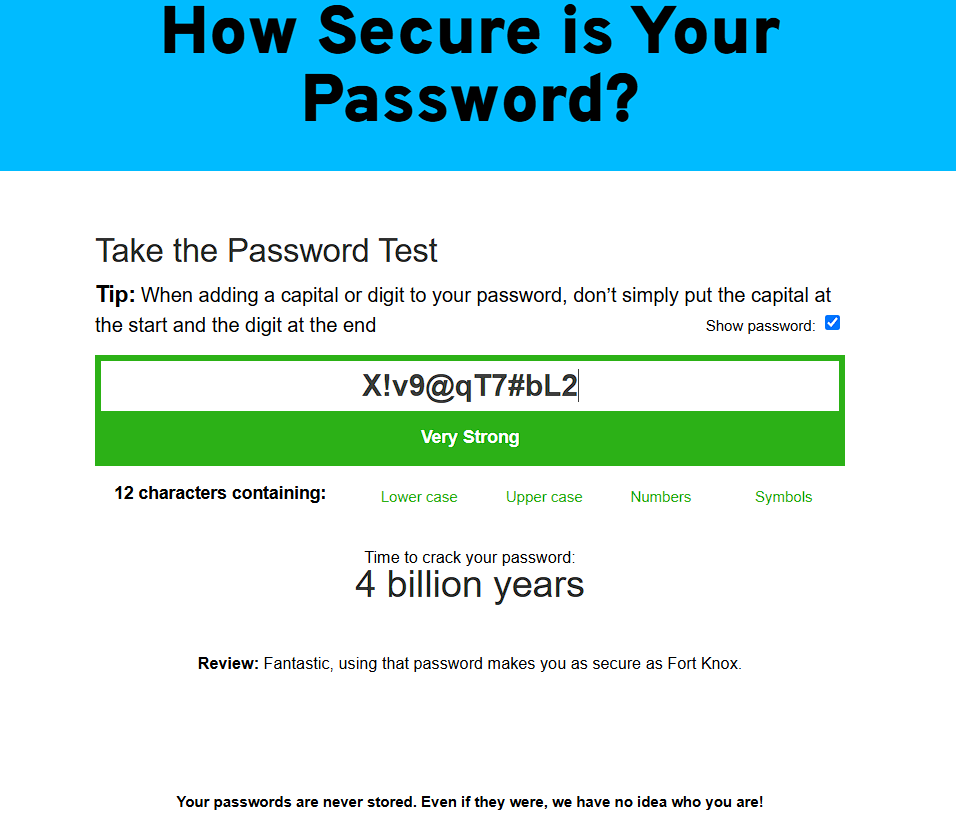 How Secure is Your
Password?
Take the Password Test
Tip: When adding a capital or digit to your password, don’t simply put the capital at
the start and the digit at the end
Show password:
X!v9@qT7#bL2
Very Strong
12 characters containing:
Lower case
Upper case
Numbers
Symbols
Time to crack your password:
4 billion years
Review: Fantastic, using that password makes you as secure as Fort Knox.
Your passwords are never stored. Even if they were, we have no idea who you are!